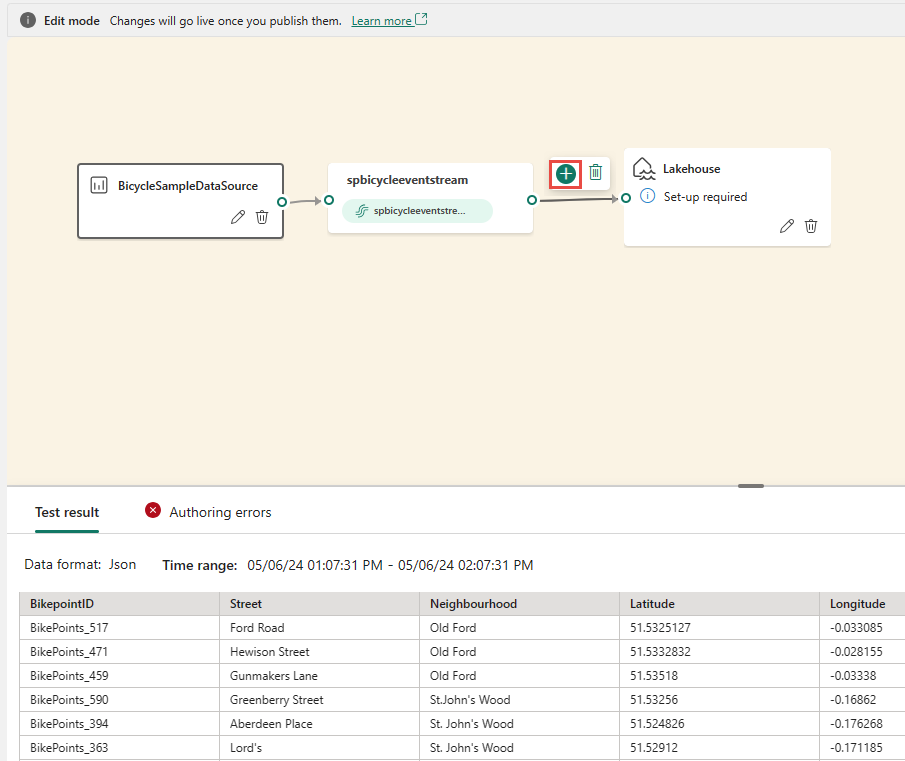 Edit mode Changes will go live once you publish them. Learn more
BicycleSampleDataSource
spbicycleeventstream
spbicycleeventstre...
Lakehouse
Set-up required
Test result Authoring errors
Data format: Json Time range: 05/06/24 01:07:31 PM - 05/06/24 02:07:31 PM
BikepointID Street Neighbourhood Latitude Longitude
BikePoints_517 Ford Road Old Ford 51.5325127 -0.033085
BikePoints_471 Hewison Street Old Ford 51.5332832 -0.028155
BikePoints_459 Gunmakers Lane Old Ford 51.53518 -0.03338
BikePoints_590 Greenberry Street St.John's Wood 51.53256 -0.16862
BikePoints_394 Aberdeen Place St. John's Wood 51.524826 -0.176268
BikePoints_363 Lord's St. John's Wood 51.52912 -0.171185